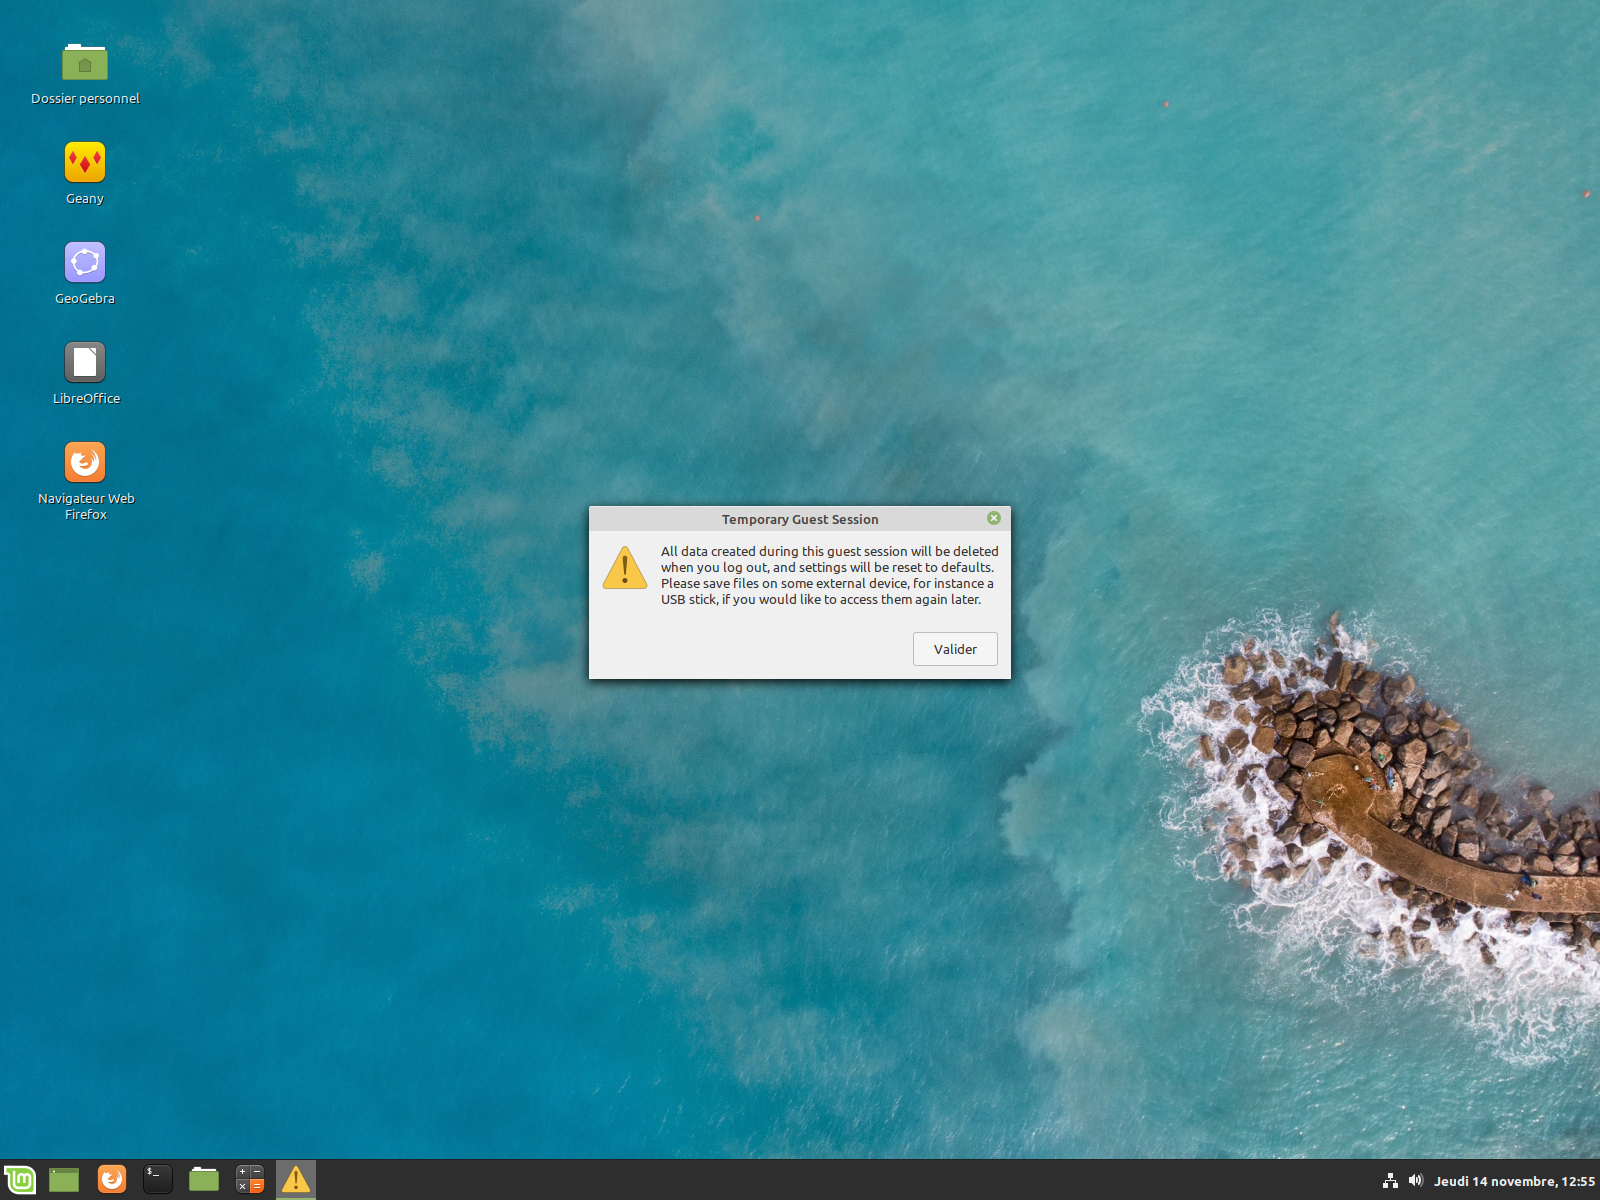 Dossier personnel
Geany
GeoGebra
LibreOffice
Navigateur Web
Firefox
Temporary Guest Session
All data created during this guest session will be deleted
when you log out, and settings will be reset to defaults.
Please save files on some external device, for instance a
USB stick, if you would like to access them again later.
Valider
$_
Jeudi 14 novembre, 12:55